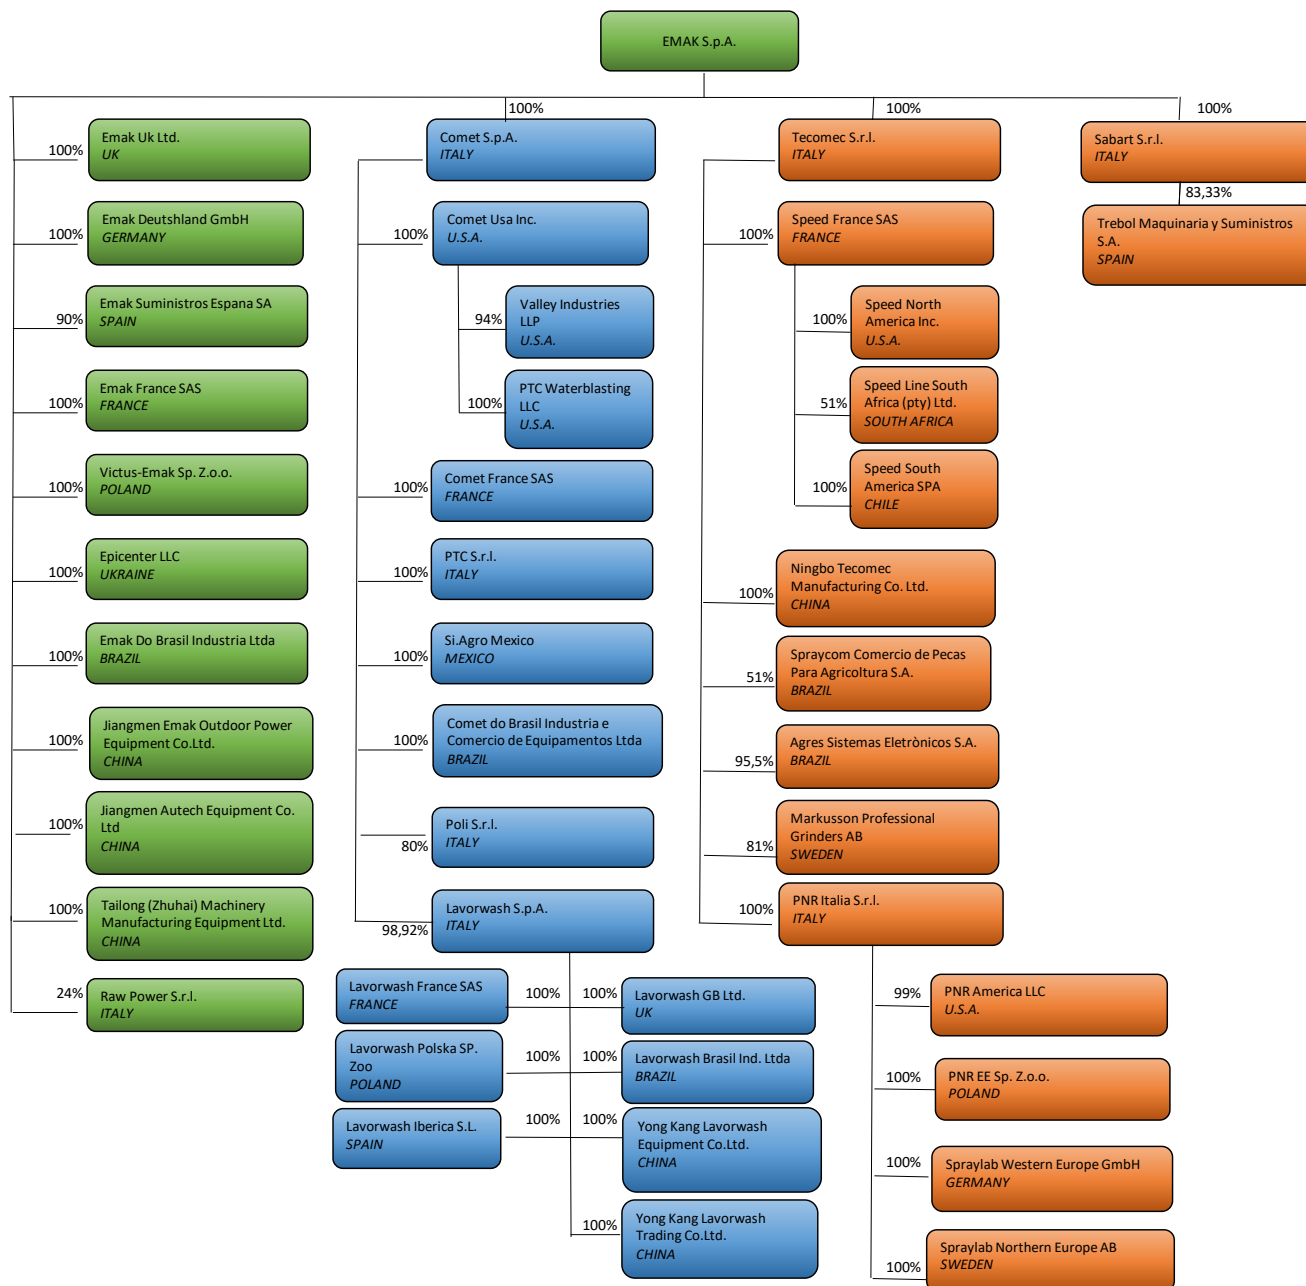 EMAK S.p.A.
100%
Emak Uk Ltd.
UK
100%
Emak Deutshland GmbH
GERMANY
90%
Emak Suministros Espana SA
SPAIN
100%
Emak France SAS
FRANCE
100%
Victus-Emak Sp. Z.o.o.
POLAND
100%
Epicenter LLC
UKRAINE
100%
Emak Do Brasil Industria Ltda
BRAZIL
100%
Jiangmen Emak Outdoor Power
Equipment Co.Ltd.
CHINA
100%
Jiangmen Autech Equipment Co.
Ltd
CHINA
100%
Tailong (Zhuhai) Machinery
Manufacturing Equipment Ltd.
CHINA
24%
Raw Power S.r.l.
ITALY
100%
Comet S.p.A.
ITALY
100%
Comet Usa Inc.
U.S.A.
94%
Valley Industries
LLP
U.S.A.
100%
PTC Waterblasting
LLC
U.S.A.
100%
Comet France SAS
FRANCE
100%
PTC S.r.l.
ITALY
100%
Si.Agro Mexico
MEXICO
100%
Comet do Brasil Industria e
Comercio de Equipamentos Ltda
BRAZIL
80%
Poli S.r.l.
ITALY
98,92%
Lavorwash S.p.A.
ITALY
Lavorwash France SAS
FRANCE
100%
100%
Lavorwash GB Ltd.
UK
Lavorwash Polska SP.
Zoo
POLAND
100%
100%
Lavorwash Brasil Ind. Ltda
BRAZIL
Lavorwash Iberica S.L.
SPAIN
100%
100%
Yong Kang Lavorwash
Equipment Co.Ltd.
CHINA
100%
Yong Kang Lavorwash
Trading Co.Ltd.
CHINA
100%
Tecomec S.r.l.
ITALY
100%
Speed France SAS
FRANCE
100%
Speed North
America Inc.
U.S.A.
51%
Speed Line South
Africa (pty) Ltd.
SOUTH AFRICA
100%
Speed South
America SPA
CHILE
100%
Ningbo Tecomec
Manufacturing Co. Ltd.
CHINA
51%
Spraycom Comercio de Pecas
Para Agricoltura S.A.
BRAZIL
95,5%
Agres Sistemas Eletrònicos S.A.
BRAZIL
81%
Markusson Professional
Grinders AB
SWEDEN
100%
PNR Italia S.r.l.
ITALY
99%
PNR America LLC
U.S.A.
100%
PNR EE Sp. Z.o.o.
POLAND
100%
Spraylab Western Europe GmbH
GERMANY
100%
Spraylab Northern Europe AB
SWEDEN
100%
Sabart S.r.l.
ITALY
83,33%
Trebol Maquinaria y Suministros
S.A.
SPAIN